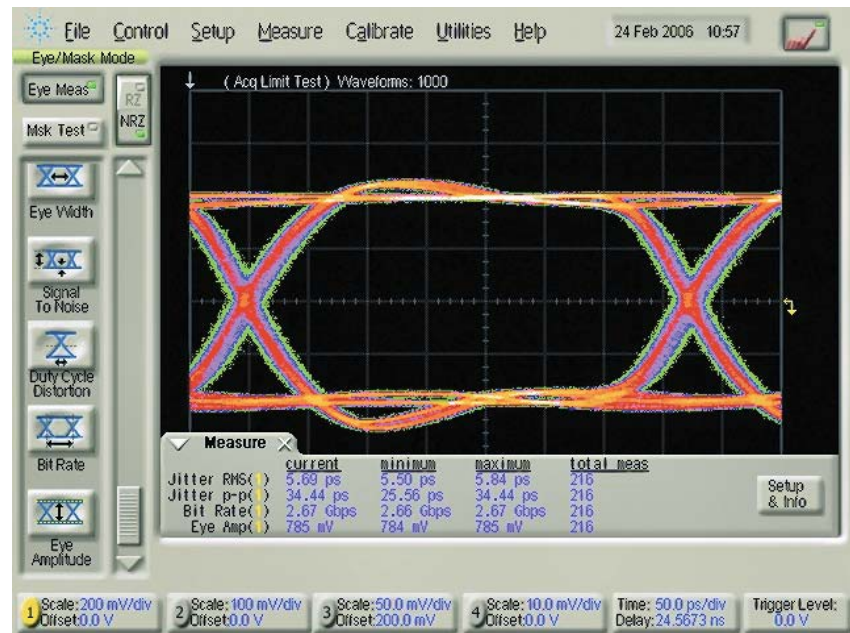 File Control Setup Measure Calibrate Utilities Help 24 Feb 2006 10:57
Eye/Mask Mode
Eye Meas
RZ
Msk Test
NRZ
(Acq Limit Test) Waveforms: 1000
Eye Width
Signal
To Noise
Duty Cycle
Distortion
Bit Rate
Eye
Amplitude
Measure
current minimum maximum total meas
Jitter RMS(1) 5.69 ps 5.50 ps 5.84 ps 216
Jitter p-p(1) 34.44 ps 25.56 ps 34.44 ps 216
Bit Rate(1) 2.67 Gbps 2.66 Gbps 2.67 Gbps 216
Eye Amp(1) 785 mV 784 mV 785 mV 216
Setup
& Info
1 Scale:200 mV/div
Offset:0.0 V
2 Scale:100 mV/div
Offset:0.0 V
3 Scale:50.0 mV/div
Offset:200.0 mV
4 Scale:10.0 mV/div
Offset:0.0 V
Time:50.0 ps/div
Delay:24.5673 ns
Trigger Level:
0.0 V